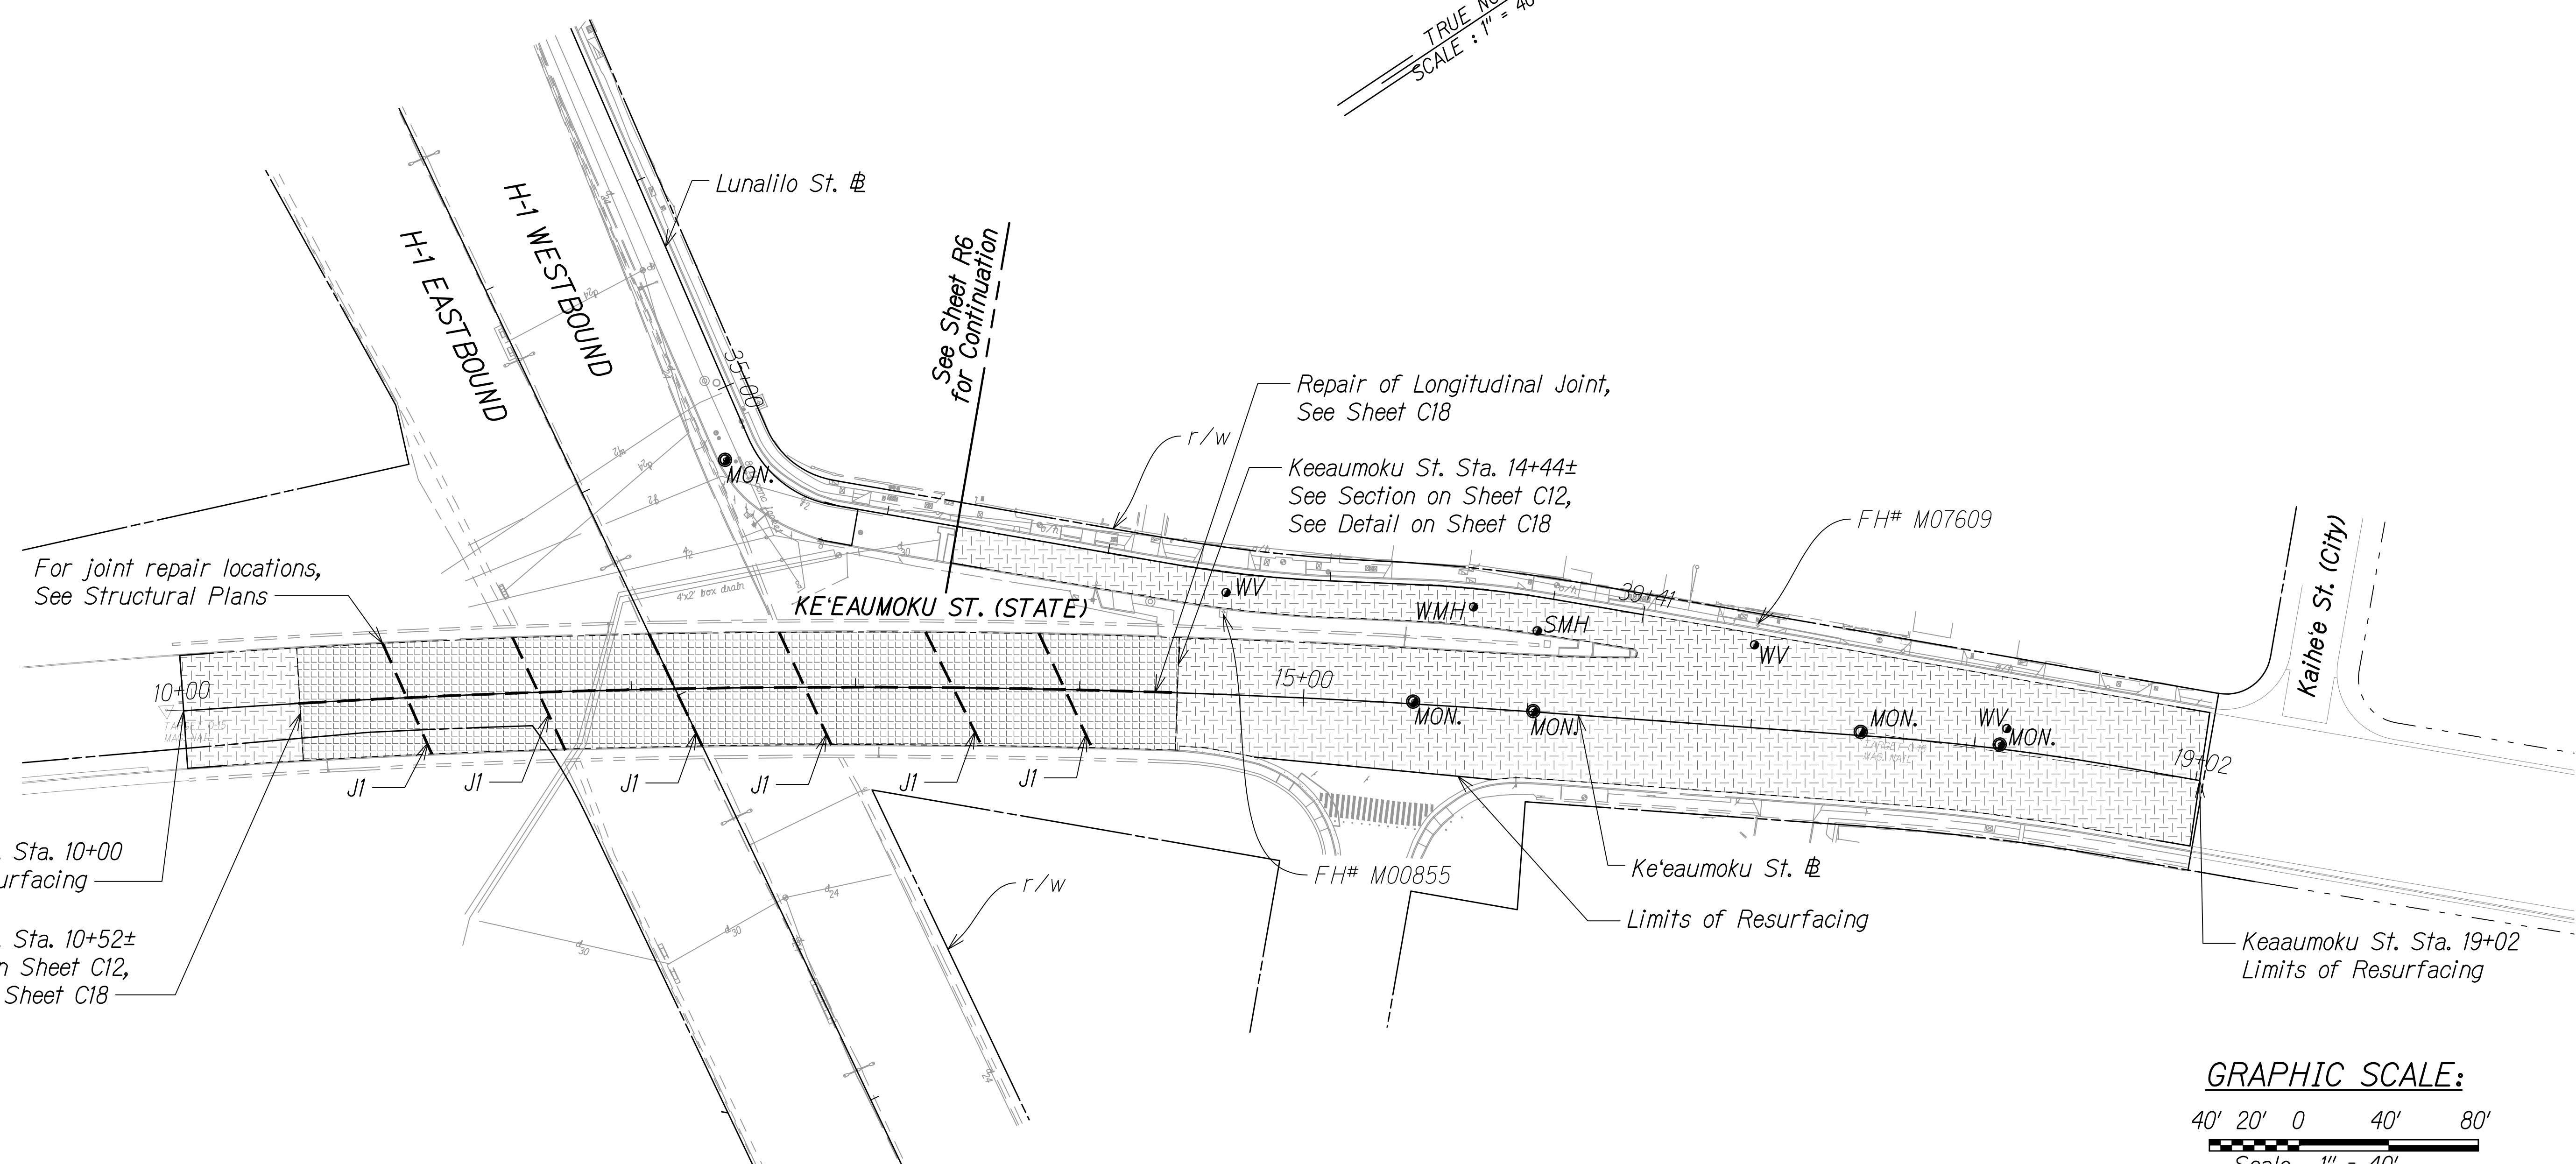 SCALE : 1" = 40'
Lunalilo St. BL
H-1 WESTBOUND
H-1 EASTBOUND
See Sheet R6
for Continuation
35+00
MON.
Repair of Longitudinal Joint,
See Sheet C18
r/w
Keeaumoku St. Sta. 14+44±
See Section on Sheet C12,
See Detail on Sheet C18
FH# M07609
Kaihe'e St. (City)
For joint repair locations,
See Structural Plans
4'x2' box drain
KE'EAUMOKU ST. (STATE)
WV
WMH
SMH
39+41
WV
10+00
15+00
MON.
MON.
MON.
WV
MON.
19+02
J1
J1
J1
J1
J1
J1
Sta. 10+00
FH# M00855
Ke'eaumoku St. BL
r/w
Limits of Resurfacing
Sta. 10+52±
Sheet C12,
Sheet C18
Keaaumoku St. Sta. 19+02
Limits of Resurfacing
d24
d30
d30
d24
GRAPHIC SCALE:
40' 20' 0 40' 80'